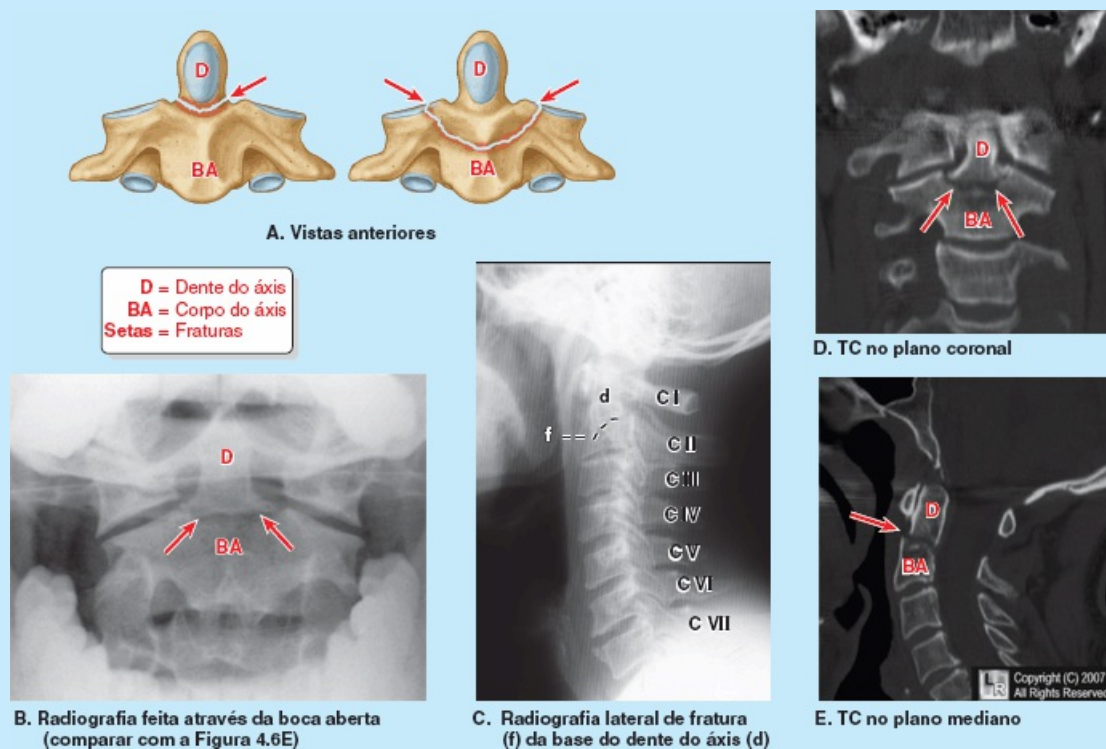 D
D
BA
BA
A. Vistas anteriores
D = Dente do áxis
BA = Corpo do áxis
Setas = Fraturas
D
BA
B. Radiografia feita através da boca aberta
(comparar com a Figura 4.6E)
d
C I
f
C II
C III
C IV
C V
C VI
C VII
C. Radiografia lateral de fratura
(f) da base do dente do áxis (d)
D
BA
D. TC no plano coronal
D
BA
LR
Copyright (C) 2007
All Rights Reserved
E. TC no plano mediano